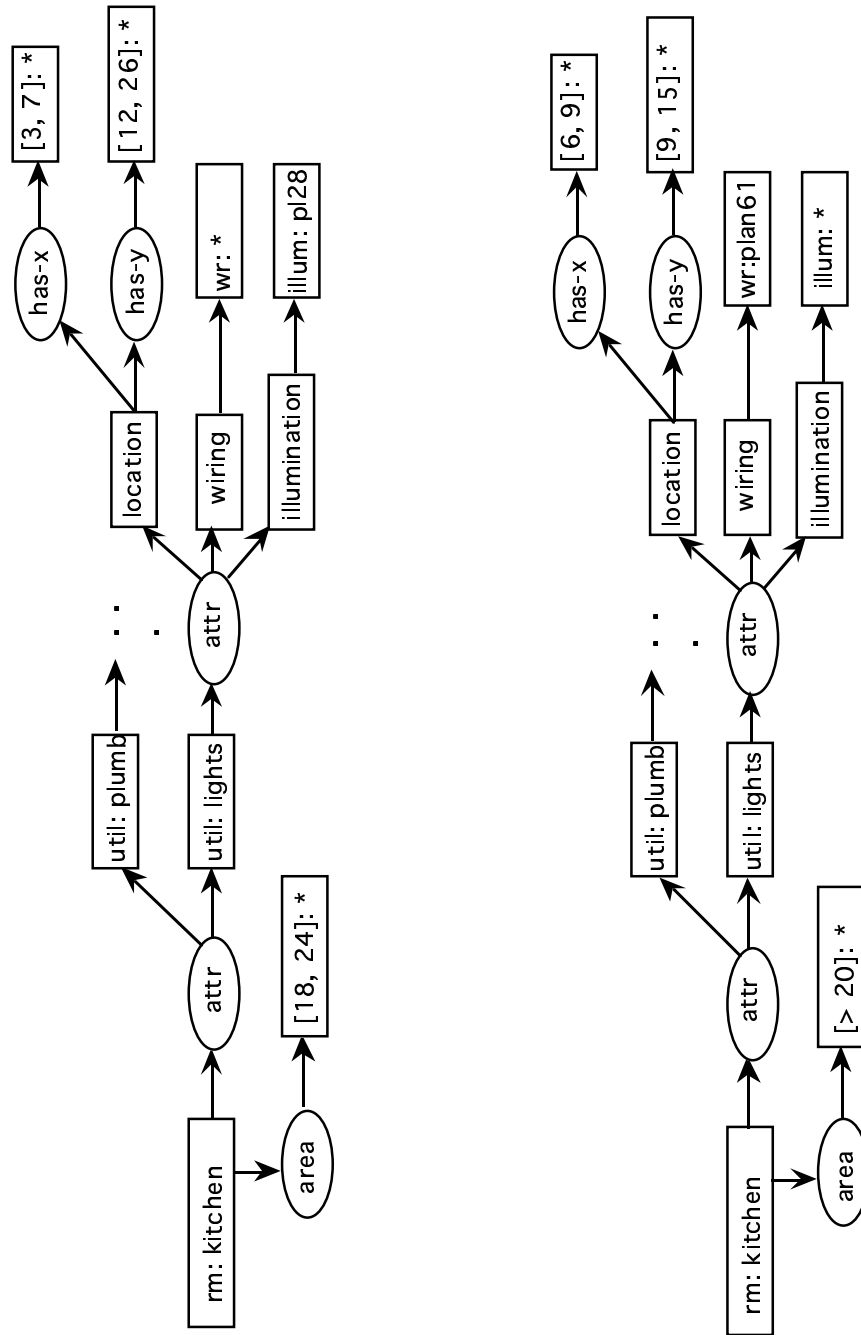 [3, 7]: *
[12, 26]: *
has-x
has-y
wr: *
illum: pl28
location
wiring
illumination
attr
util: plumb
util: lights
[18, 24]: *
attr
rm: kitchen
area
[6, 9]: *
[9, 15]: *
has-x
has-y
wr:plan61
illum: *
location
wiring
illumination
attr
util: plumb
util: lights
[> 20]: *
attr
rm: kitchen
area